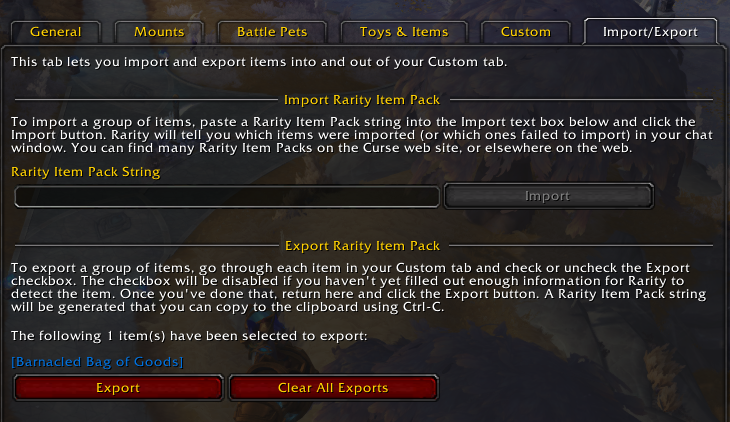 General Mounts Battle Pets Toys & Items Custom Import/Export
This tab lets you import and export items into and out of your Custom tab.
Import Rarity Item Pack
To import a group of items, paste a Rarity Item Pack string into the Import text box below and click the
Import button. Rarity will tell you which items were imported (or which ones failed to import) in your chat
window. You can find many Rarity Item Packs on the Curse web site, or elsewhere on the web.
Rarity Item Pack String
Import
Export Rarity Item Pack
To export a group of items, go through each item in your Custom tab and check or uncheck the Export
checkbox. The checkbox will be disabled if you haven't yet filled out enough information for Rarity to
detect the item. Once you've done that, return here and click the Export button. A Rarity Item Pack string
will be generated that you can copy to the clipboard using Ctrl-C.
The following 1 item(s) have been selected to export:
[Barnacled Bag of Goods]
Export Clear All Exports